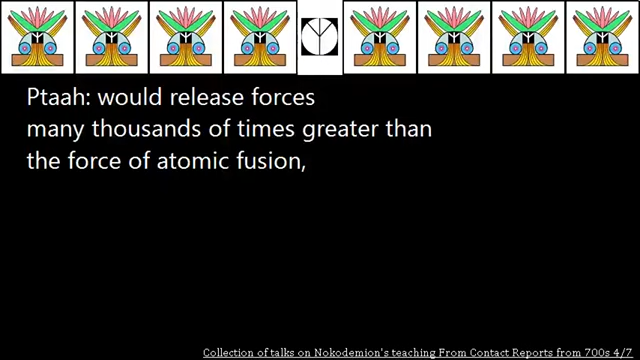 Ptaah: would release forces
many thousands of times greater than
the force of atomic fusion,
Collection of talks on Nokodemion's teaching From Contact Reports from 700s 4/7